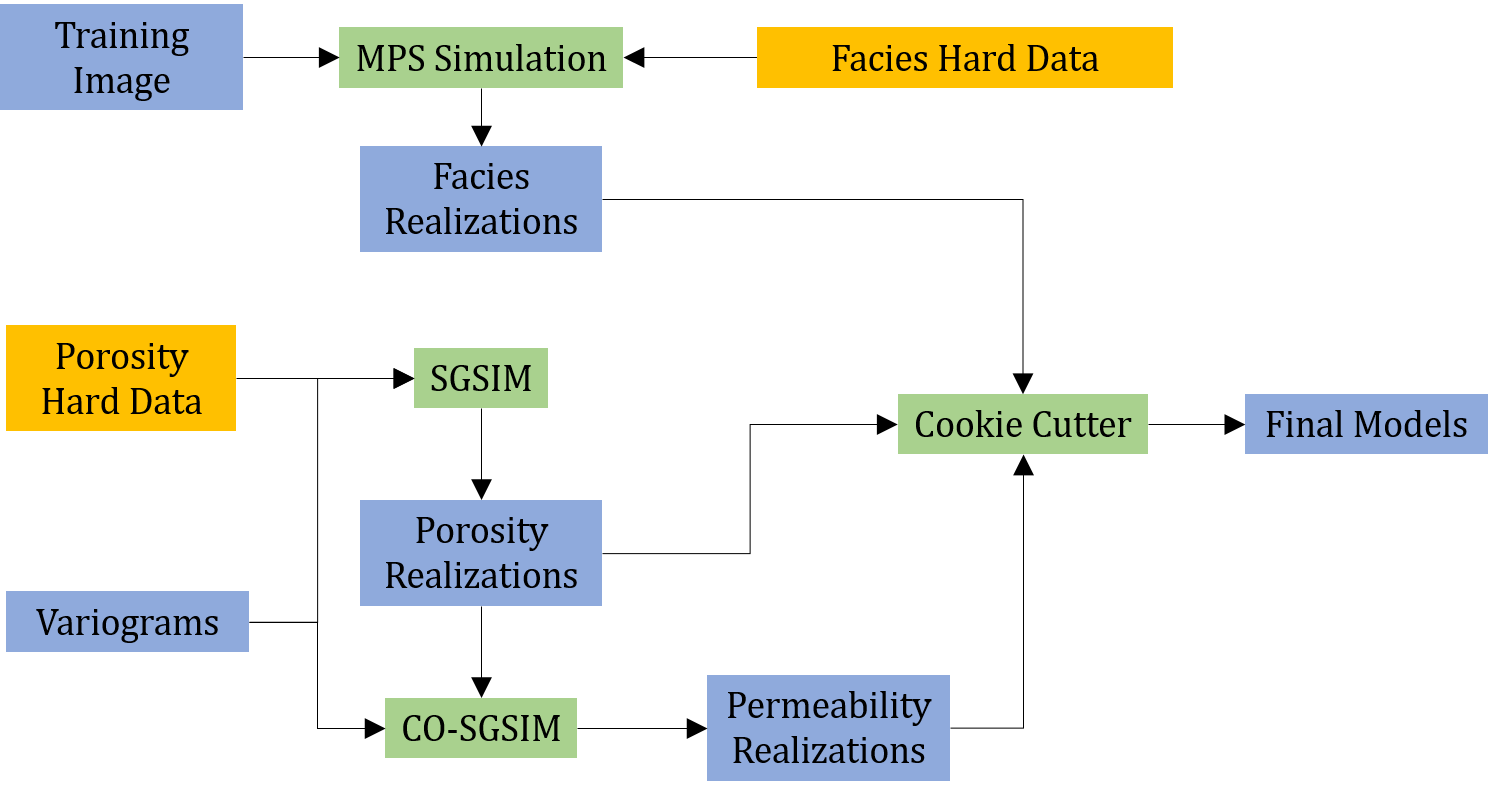 Training
Image
MPS Simulation
Facies Hard Data
Facies
Realizations
Porosity
Hard Data
SGSIM
Cookie Cutter
Final Models
Porosity
Realizations
Variograms
CO-SGSIM
Permeability
Realizations